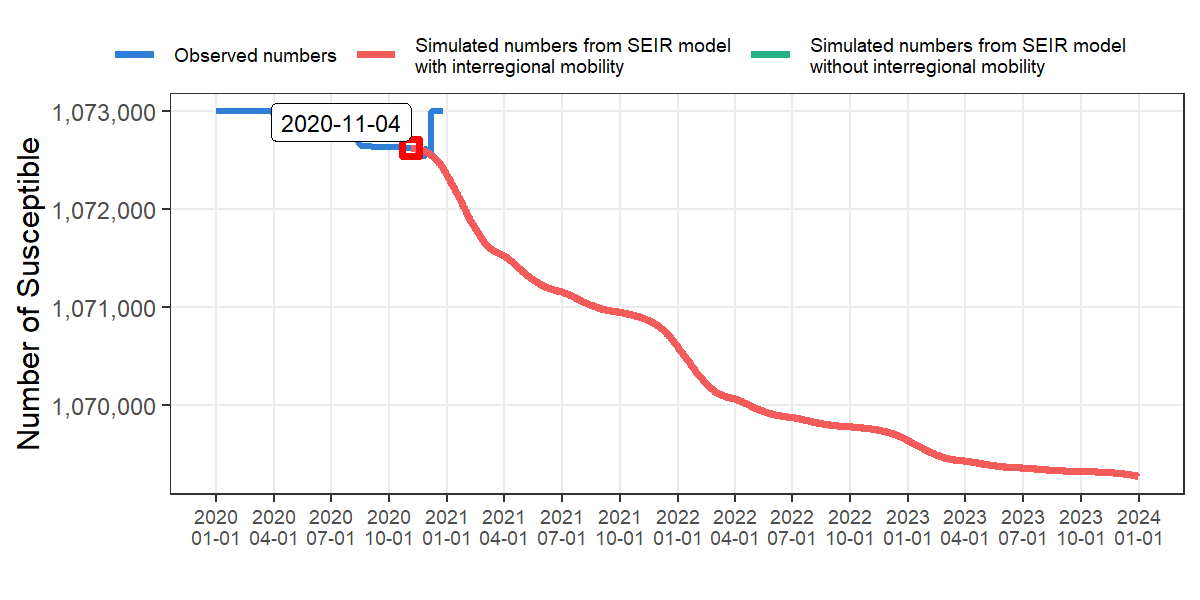 Observed numbers
Simulated numbers from SEIR model
with interregional mobility
Simulated numbers from SEIR model
without interregional mobility
Number of Susceptible
1,073,000
1,072,000
1,071,000
1,070,000
2020-11-04
2020 2020 2020 2020 2021 2021 2021 2021 2022 2022 2022 2022 2023 2023 2023 2023 2024
01-01 04-01 07-01 10-01 01-01 04-01 07-01 10-01 01-01 04-01 07-01 10-01 01-01 04-01 07-01 10-01 01-01